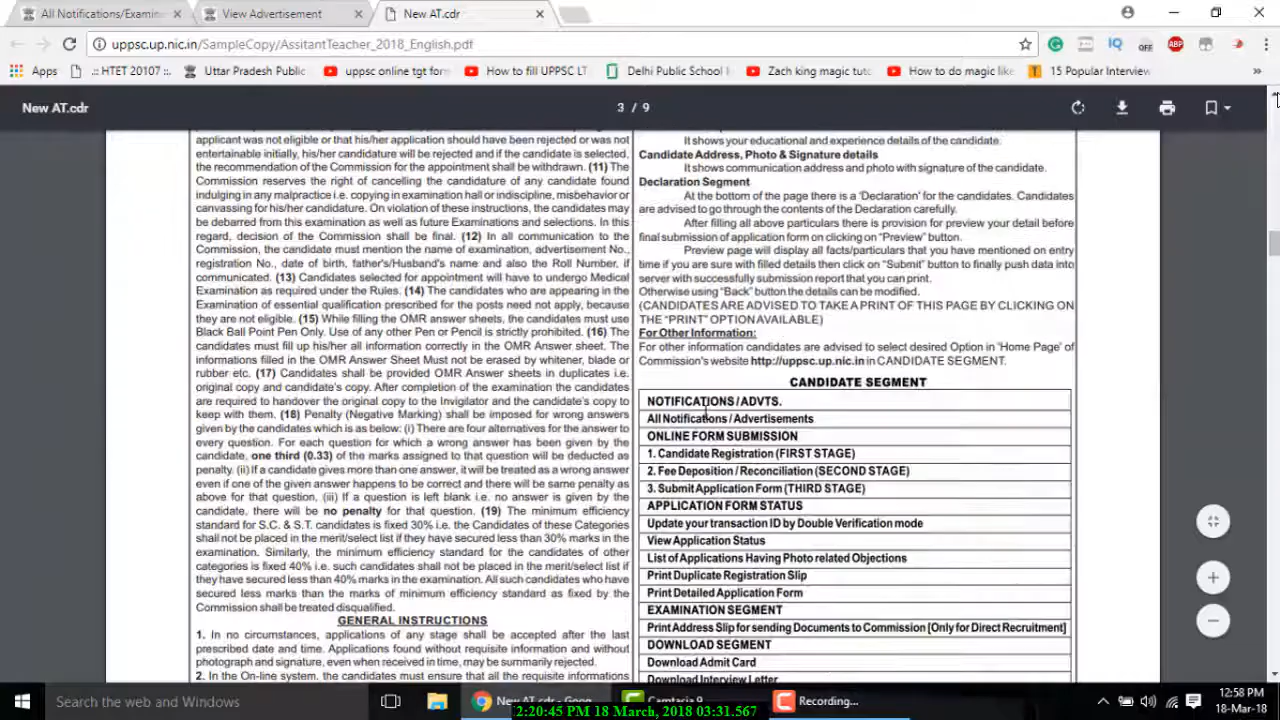 All Notifications/Examin
View Advertisement
New AT.cdr
uppsc.up.nic.in/SampleCopy/AssitantTeacher_2018_English.pdf
Apps
.:: HTET 20107 ::.
Uttar Pradesh Public
uppsc online tgt form
How to fill UPPSC LT
Delhi Public School
Zach king magic tutc
How to do magic like
15 Popular Interview
New AT.cdr
3 / 9
applicant was not eligible or that his/her application should have been rejected or was not
entertainable initially, his/her candidature will be rejected and if the candidate is selected,
the recommendation of the Commission for the appointment shall be withdrawn. (11) The
Commission reserves the right of cancelling the candidature of any candidate found
indulging in any malpractice i.e. copying in examination hall or indiscipline, misbehavior or
canvassing for his/her candidature. On violation of these instructions, the candidates may
be debarred from this examination as well as future Examinations and selections. In this
regard, decision of the Commission shall be final. (12) In all communication to the
Commission, the candidate must mention the name of examination, advertisement No.,
registration No., date of birth, father's/Husband's name and also the Roll Number, if
communicated. (13) Candidates selected for appointment will have to undergo Medical
Examination as required under the Rules. (14) The candidates who are appearing in the
Examination of essential qualification prescribed for the posts need not apply, because
they are not eligible. (15) While filling the OMR answer sheets, the candidates must use
Black Ball Point Pen Only. Use of any other Pen or Pencil is strictly prohibited. (16) The
candidates must fill up his/her all information correctly in the OMR Answer sheet. The
informations filled in the OMR Answer Sheet Must not be erased by whitener, blade or
rubber etc. (17) Candidates shall be provided OMR Answer sheets in duplicates i.e.
original copy and candidate's copy. After completion of the examination the candidates
are required to handover the original copy to the Invigilator and the candidate's copy to
keep with them. (18) Penalty (Negative Marking) shall be imposed for wrong answers
given by the candidates which is as below: (i) There are four alternatives for the answer to
every question. For each question for which a wrong answer has been given by the
candidate, one third (0.33) of the marks assigned to that question will be deducted as
penalty. (ii) If a candidate gives more than one answer, it will be treated as a wrong answer
even if one of the given answer happens to be correct and there will be same penalty as
above for that question. (iii) If a question is left blank i.e. no answer is given by the
candidate, there will be no penalty for that question. (19) The minimum efficiency
standard for S.C. & S.T. candidates is fixed 30% i.e. the Candidates of these Categories
shall not be placed in the merit/select list if they have secured less than 30% marks in the
examination. Similarly, the minimum efficiency standard for the candidates of other
categories is fixed 40% i.e. such candidates shall not be placed in the merit/select list if
they have secured less than 40% marks in the examination. All such candidates who have
secured less marks than the marks of minimum efficiency standard as fixed by the
Commission shall be treated disqualified.
GENERAL INSTRUCTIONS
1. In no circumstances, applications of any stage shall be accepted after the last
prescribed date and time. Applications found without requisite information and without
photograph and signature, even when received in time, may be summarily rejected.
2. In the On-line system, the candidates must ensure that all the requisite informations
It shows your educational and experience details of the candidate.
Candidate Address, Photo & Signature details
It shows communication address and photo with signature of the candidate.
Declaration Segment
At the bottom of the page there is a 'Declaration' for the candidates. Candidates
are advised to go through the contents of the Declaration carefully.
After filling all above particulars there is provision for preview your detail before
final submission of application form on clicking on "Preview" button.
Preview page will display all facts/particulars that you have mentioned on entry
time if you are sure with filled details then click on "Submit" button to finally push data into
server with successfully submission report that you can print.
Otherwise using "Back" button the details can be modified.
(CANDIDATES ARE ADVISED TO TAKE A PRINT OF THIS PAGE BY CLICKING ON
THE "PRINT" OPTION AVAILABLE)
For Other Information:
For other information candidates are advised to select desired Option in 'Home Page' of
Commission's website http://uppsc.up.nic.in in CANDIDATE SEGMENT.
CANDIDATE SEGMENT
NOTIFICATIONS / ADVTS.
All Notifications / Advertisements
ONLINE FORM SUBMISSION
1. Candidate Registration (FIRST STAGE)
2. Fee Deposition / Reconciliation (SECOND STAGE)
3. Submit Application Form (THIRD STAGE)
APPLICATION FORM STATUS
Update your transaction ID by Double Verification mode
View Application Status
List of Applications Having Photo related Objections
Print Duplicate Registration Slip
Print Detailed Application Form
EXAMINATION SEGMENT
Print Address Slip for sending Documents to Commission [Only for Direct Recruitment]
DOWNLOAD SEGMENT
Download Admit Card
Download Interview Letter
Search the web and Windows
New AT.cdr - Goog
Camtasia 9
Recording...
12:58 PM
18-Mar-18
2:20:45 PM 18 March, 2018 03:31.567